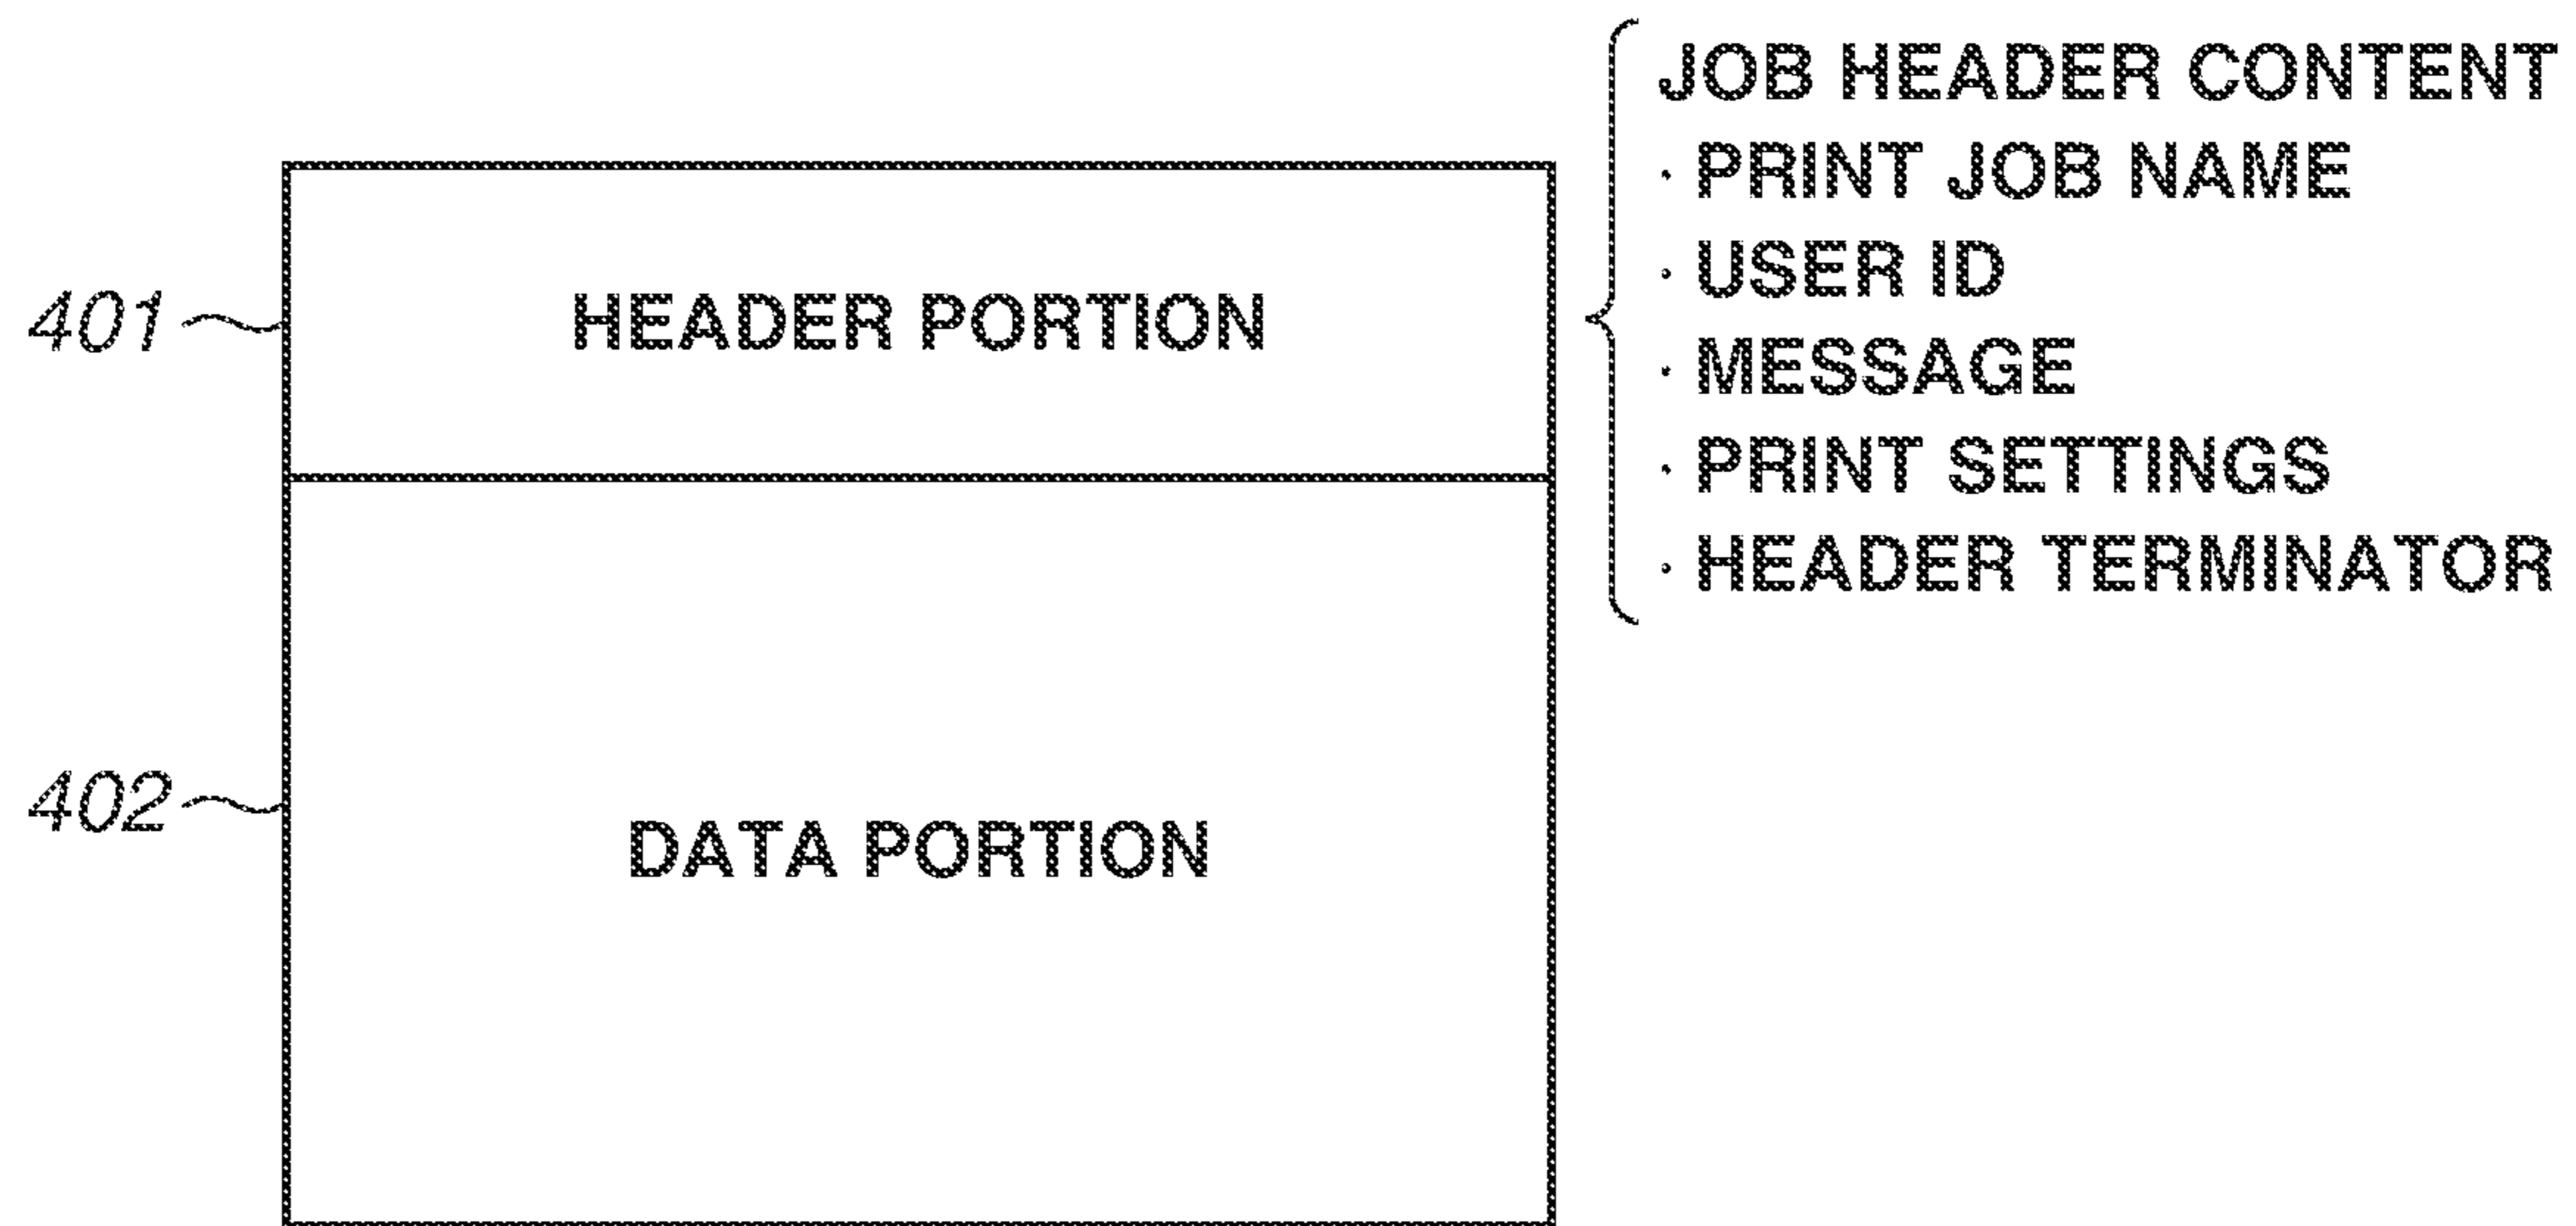 JOB HEADER CONTENT
· PRINT JOB NAME
· USER ID
401 HEADER PORTION
· MESSAGE
· PRINT SETTINGS
· HEADER TERMINATOR
402 DATA PORTION